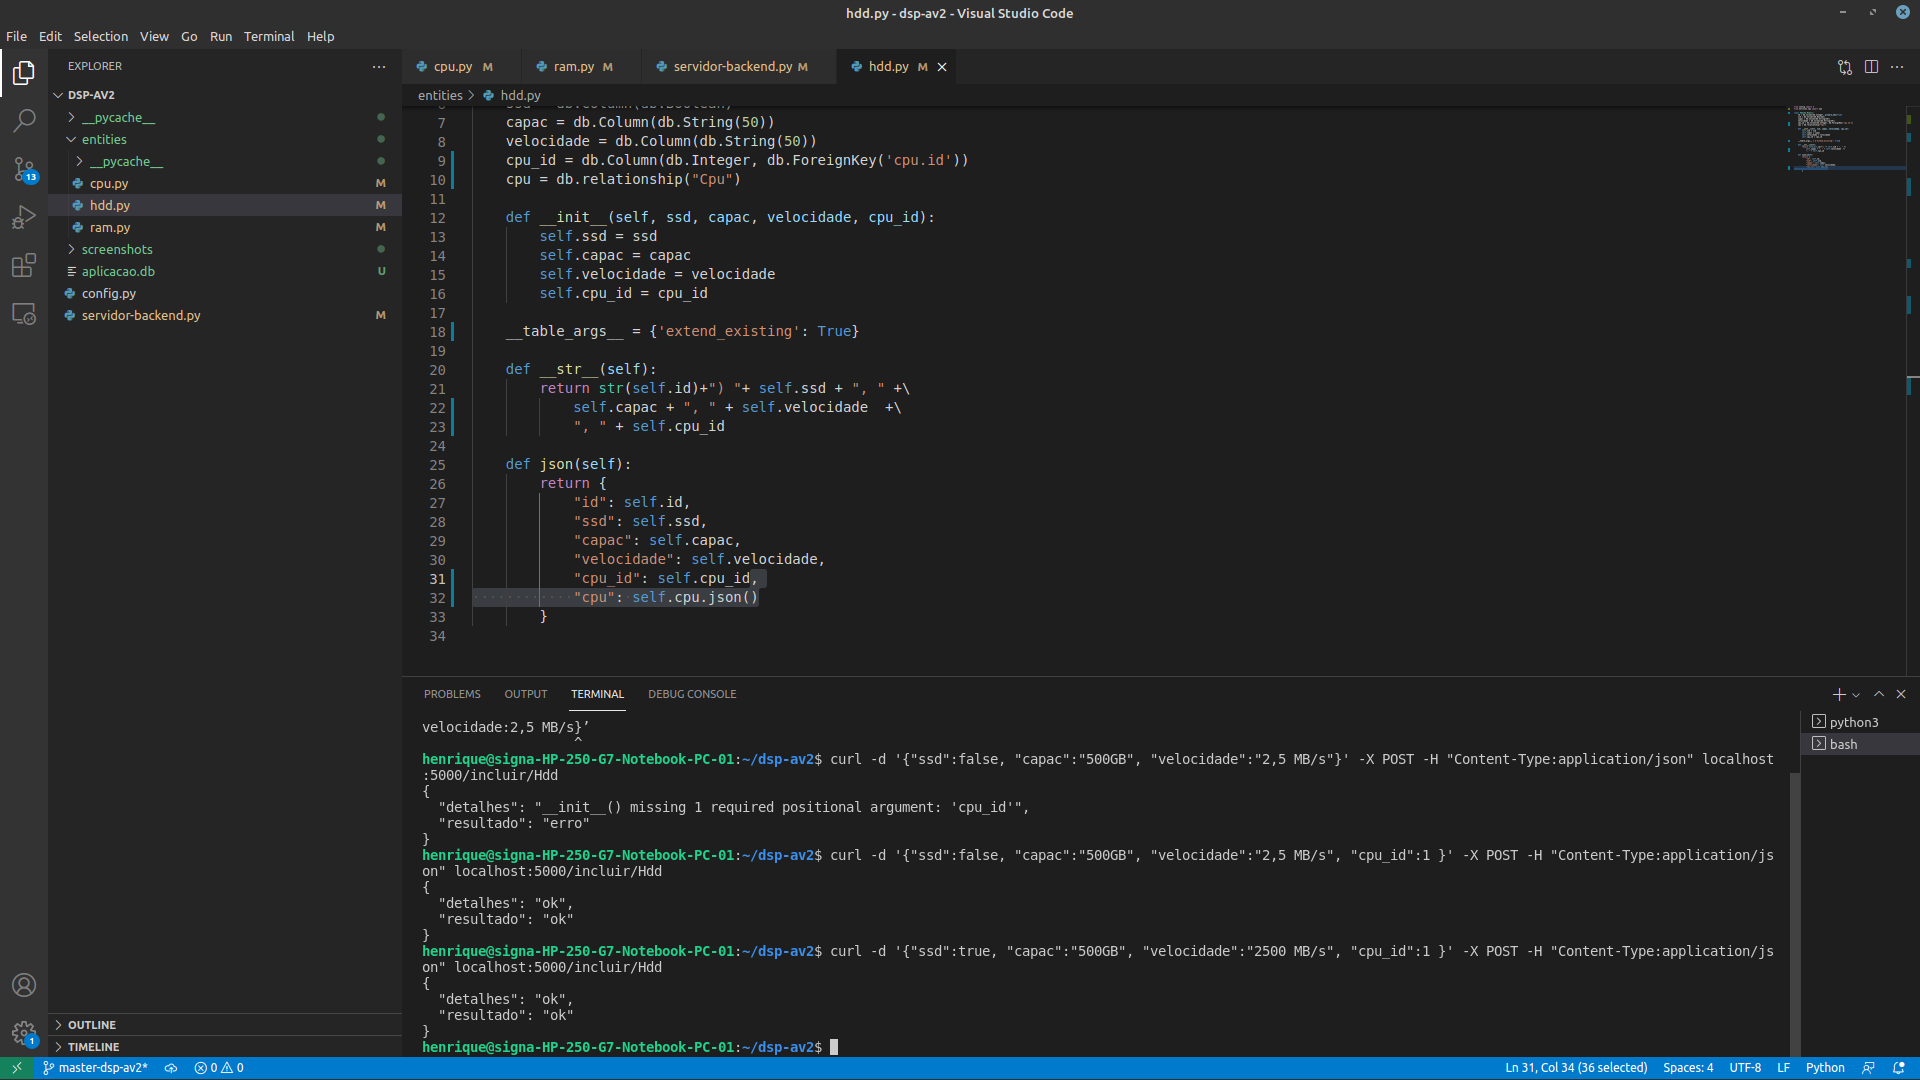 hdd.py - dsp-av2 - Visual Studio Code
File Edit Selection View Go Run Terminal Help
EXPLORER
DSP-AV2
__pycache__
entities
__pycache__
cpu.py M
hdd.py M
ram.py M
screenshots
aplicacao.db U
config.py
servidor-backend.py M
OUTLINE
TIMELINE
13
1
cpu.py M ram.py M servidor-backend.py M hdd.py M
entities > hdd.py
7 capac = db.Column(db.String(50))
8 velocidade = db.Column(db.String(50))
9 cpu_id = db.Column(db.Integer, db.ForeignKey('cpu.id'))
10 cpu = db.relationship("Cpu")
11
12 def __init__(self, ssd, capac, velocidade, cpu_id):
13 self.ssd = ssd
14 self.capac = capac
15 self.velocidade = velocidade
16 self.cpu_id = cpu_id
17
18 __table_args__ = {'extend_existing': True}
19
20 def __str__(self):
21 return str(self.id)+") "+ self.ssd + ", " +\
22 self.capac + ", " + self.velocidade  +\
23 ", " + self.cpu_id
24
25 def json(self):
26 return {
27 "id": self.id,
28 "ssd": self.ssd,
29 "capac": self.capac,
30 "velocidade": self.velocidade,
31 "cpu_id": self.cpu_id,
32 "cpu": self.cpu.json()
33 }
34
PROBLEMS OUTPUT TERMINAL DEBUG CONSOLE
python3
bash
velocidade:2,5 MB/s}’
^
henrique@signa-HP-250-G7-Notebook-PC-01:~/dsp-av2$ curl -d '{"ssd":false, "capac":"500GB", "velocidade":"2,5 MB/s"}' -X POST -H "Content-Type:application/json" localhost
:5000/incluir/Hdd
{
"detalhes": "__init__() missing 1 required positional argument: 'cpu_id'",
"resultado": "erro"
}
henrique@signa-HP-250-G7-Notebook-PC-01:~/dsp-av2$ curl -d '{"ssd":false, "capac":"500GB", "velocidade":"2,5 MB/s", "cpu_id":1 }' -X POST -H "Content-Type:application/js
on" localhost:5000/incluir/Hdd
{
"detalhes": "ok",
"resultado": "ok"
}
henrique@signa-HP-250-G7-Notebook-PC-01:~/dsp-av2$ curl -d '{"ssd":true, "capac":"500GB", "velocidade":"2500 MB/s", "cpu_id":1 }' -X POST -H "Content-Type:application/js
on" localhost:5000/incluir/Hdd
{
"detalhes": "ok",
"resultado": "ok"
}
henrique@signa-HP-250-G7-Notebook-PC-01:~/dsp-av2$
master-dsp-av2* 0 0 Ln 31, Col 34 (36 selected) Spaces: 4 UTF-8 LF Python